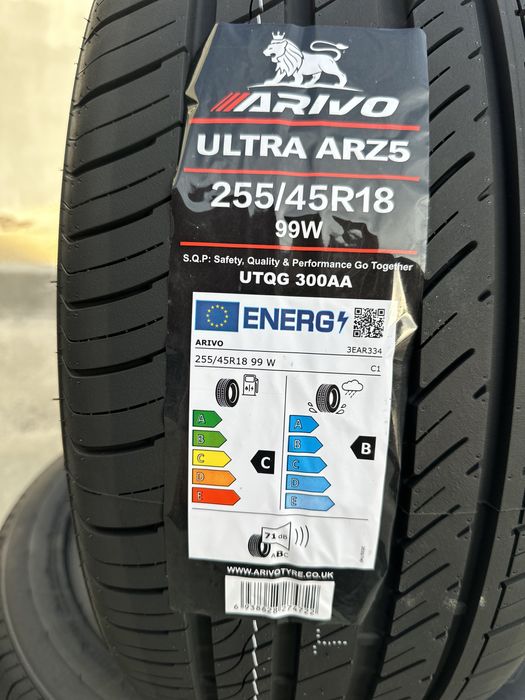 ARIVO
ULTRA ARZ5
255/45R18
99W
S.Q.P: Safety, Quality & Performance Go Together
UTQG 300AA
ENERG
ARIVO 3EAR334
255/45R18 99 W C1
A
B
C
D
E
C
A
B
C
D
E
B
71 dB
ABC
WWW.ARIVOTYRE.CO.UK